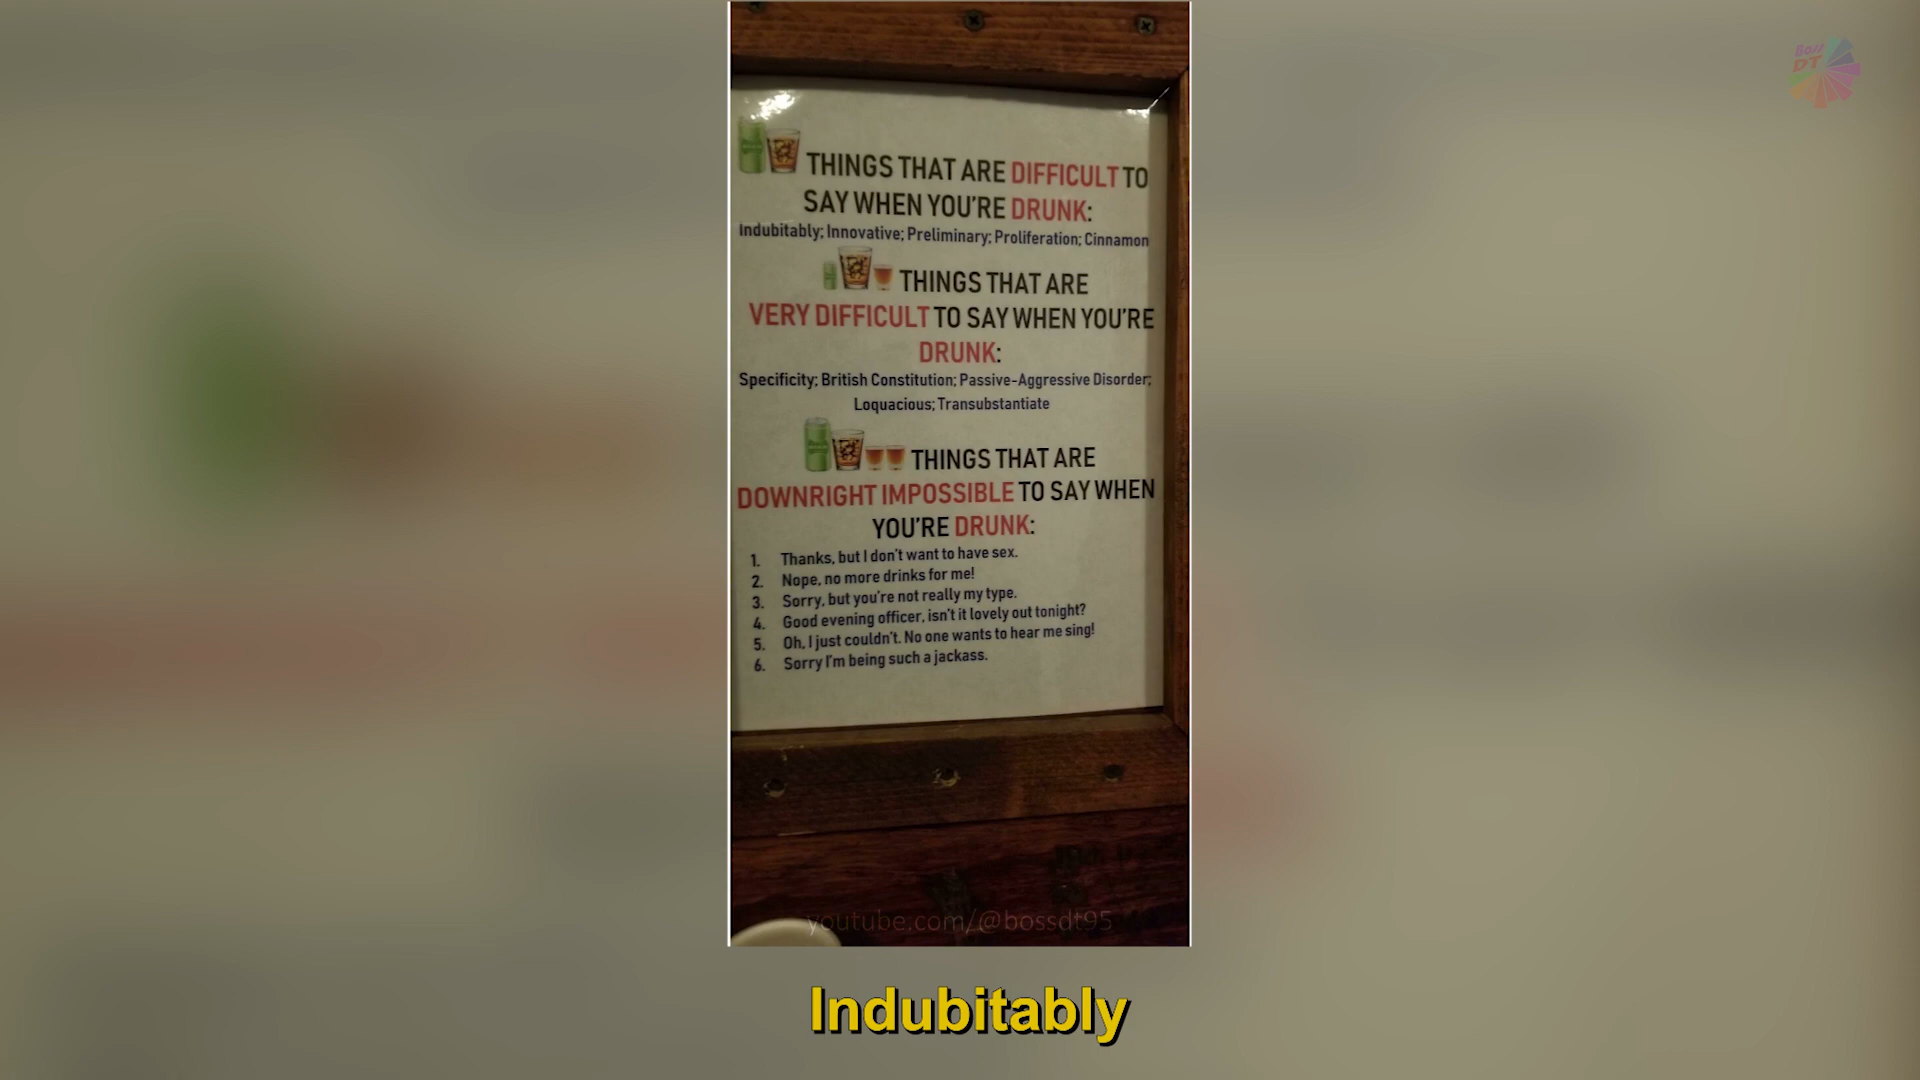 Boss
DT
THINGS THAT ARE DIFFICULT TO
SAY WHEN YOU'RE DRUNK:
Indubitably; Innovative; Preliminary; Proliferation; Cinnamon
THINGS THAT ARE
VERY DIFFICULT TO SAY WHEN YOU'RE
DRUNK:
Specificity; British Constitution; Passive-Aggressive Disorder;
Loquacious; Transubstantiate
THINGS THAT ARE
DOWNRIGHT IMPOSSIBLE TO SAY WHEN
YOU'RE DRUNK:
1. Thanks, but I don't want to have sex.
2. Nope, no more drinks for me!
3. Sorry, but you're not really my type.
4. Good evening officer, isn't it lovely out tonight?
5. Oh, I just couldn't. No one wants to hear me sing!
6. Sorry I'm being such a jackass.
youtube.com/@bossdt95
Indubitably